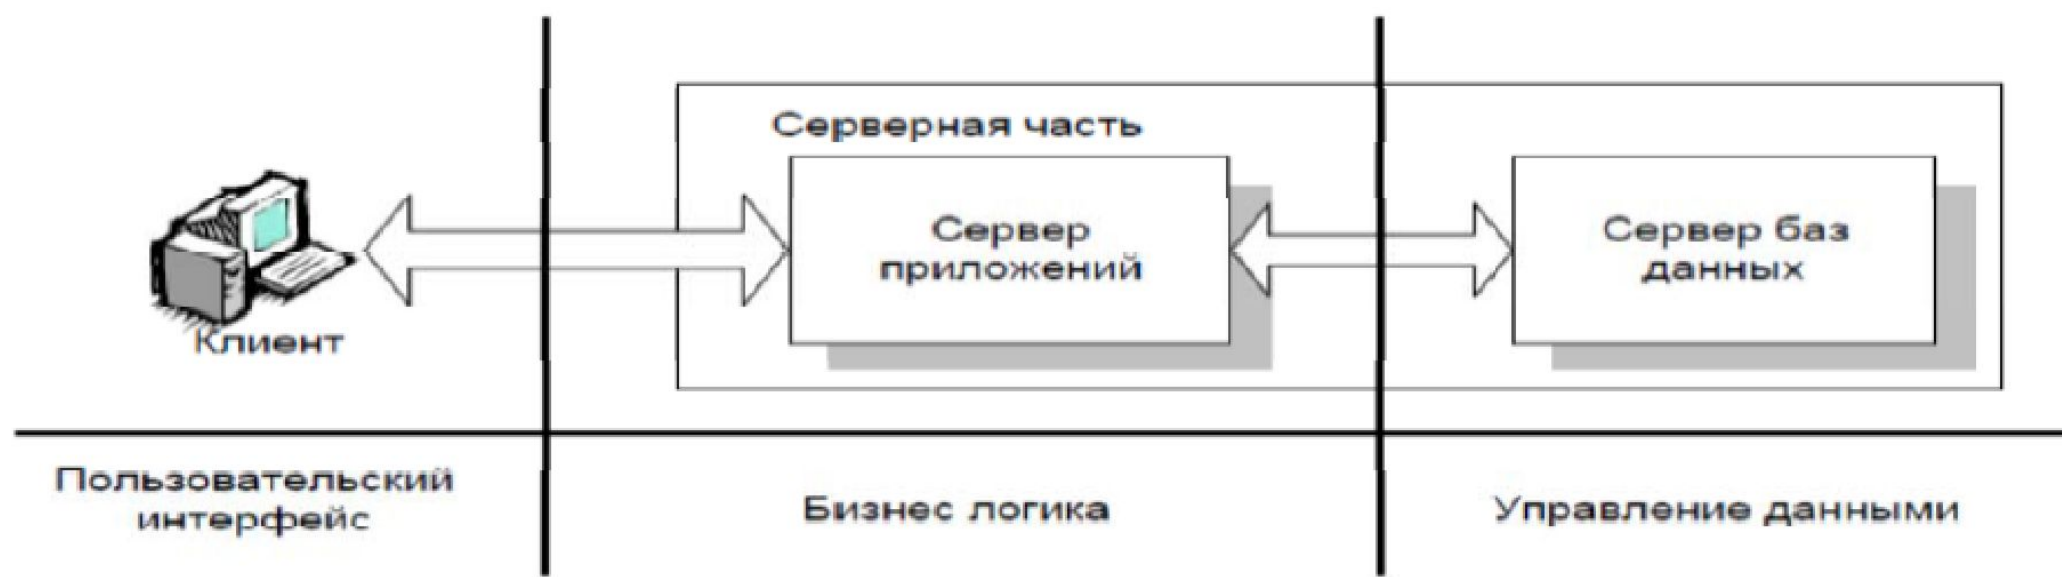 Серверная часть
Сервер
приложений
Сервер баз
данных
Клиент
Пользовательский
интерфейс
Бизнес логика
Управление данными